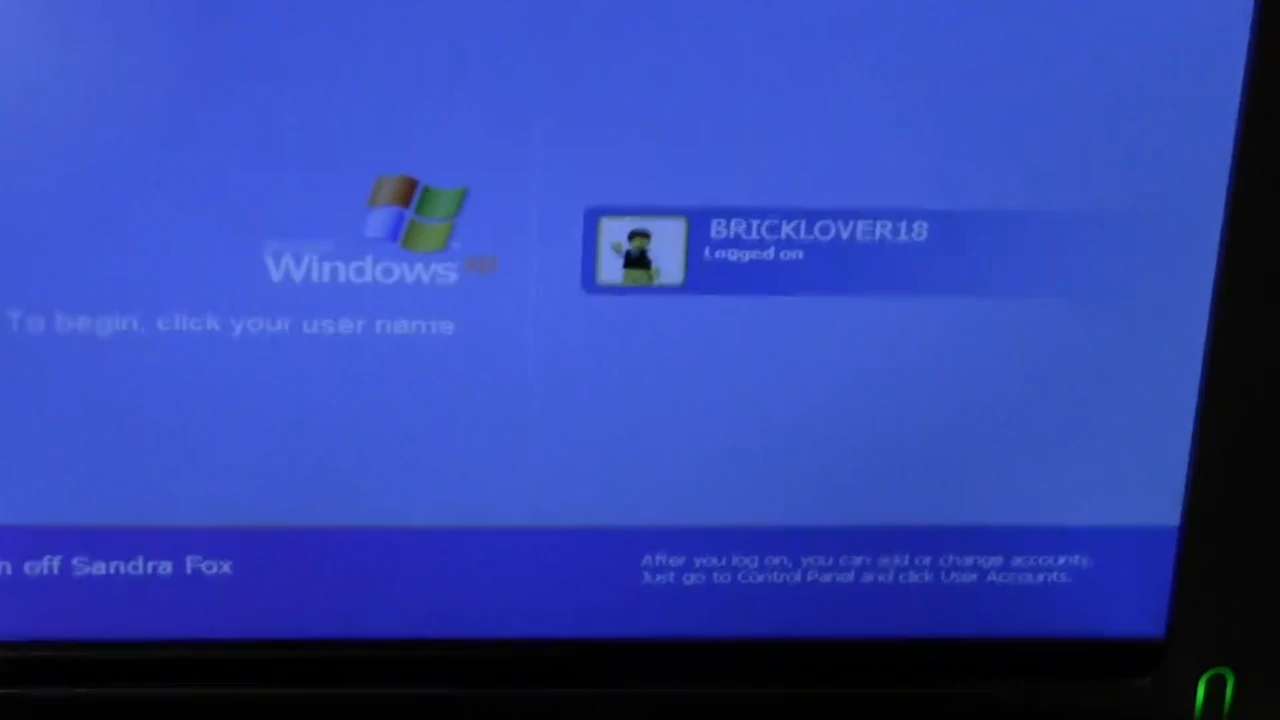 Windows xp
To begin, click your user name
BRICKLOVER18
Logged on
n off Sandra Fox
After you log on, you can add or change accounts.
Just go to Control Panel and click User Accounts.